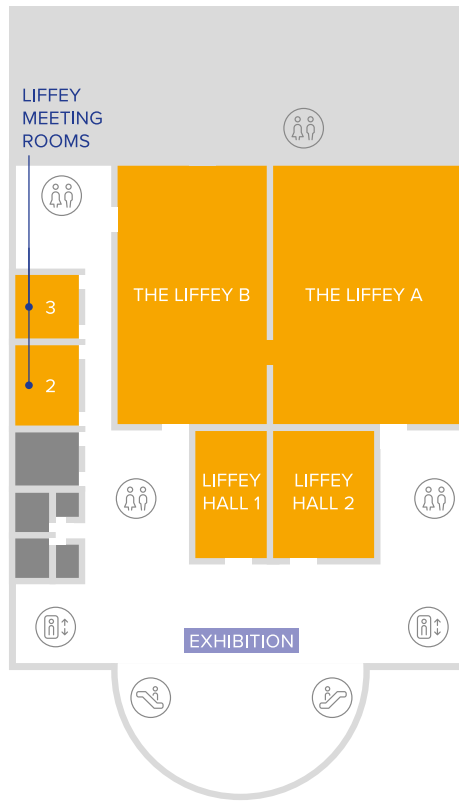 LIFFEY
MEETING
ROOMS
THE LIFFEY B
THE LIFFEY A
3
2
LIFFEY
HALL 1
LIFFEY
HALL 2
EXHIBITION